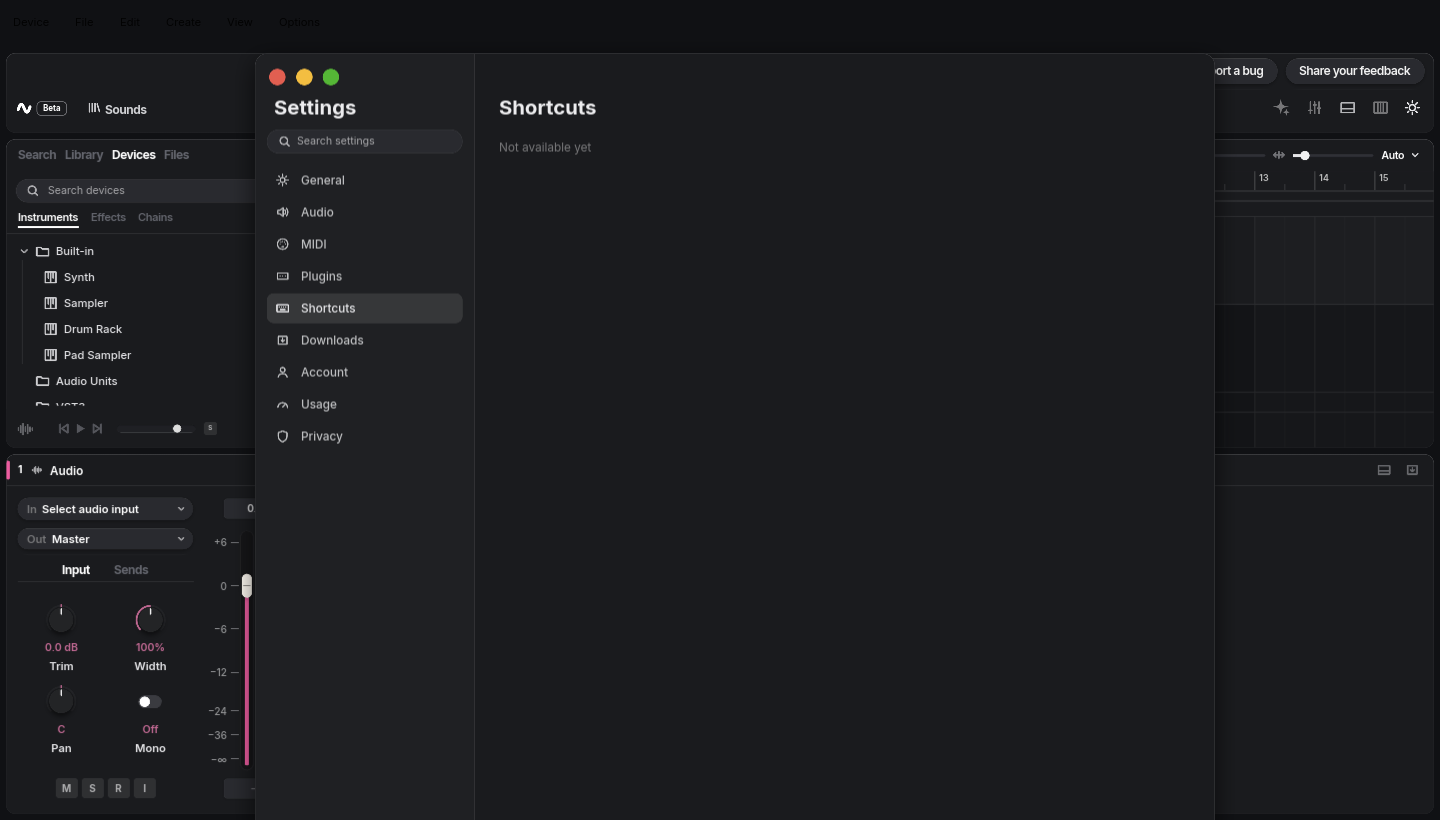 Device File Edit Create View Options
ort a bug
Share your feedback
Beta
Sounds
Search Library Devices Files
Search devices
Instruments Effects Chains
Built-in
Synth
Sampler
Drum Rack
Pad Sampler
Audio Units
VST3
S
Settings
Search settings
General
Audio
MIDI
Plugins
Shortcuts
Downloads
Account
Usage
Privacy
Shortcuts
Not available yet
Auto
13 14 15
1 Audio
In Select audio input
Out Master
Input Sends
0.0 dB 100%
Trim Width
C Off
Pan Mono
M S R I
0.
+6
0
−6
−12
−24
−36
−∞